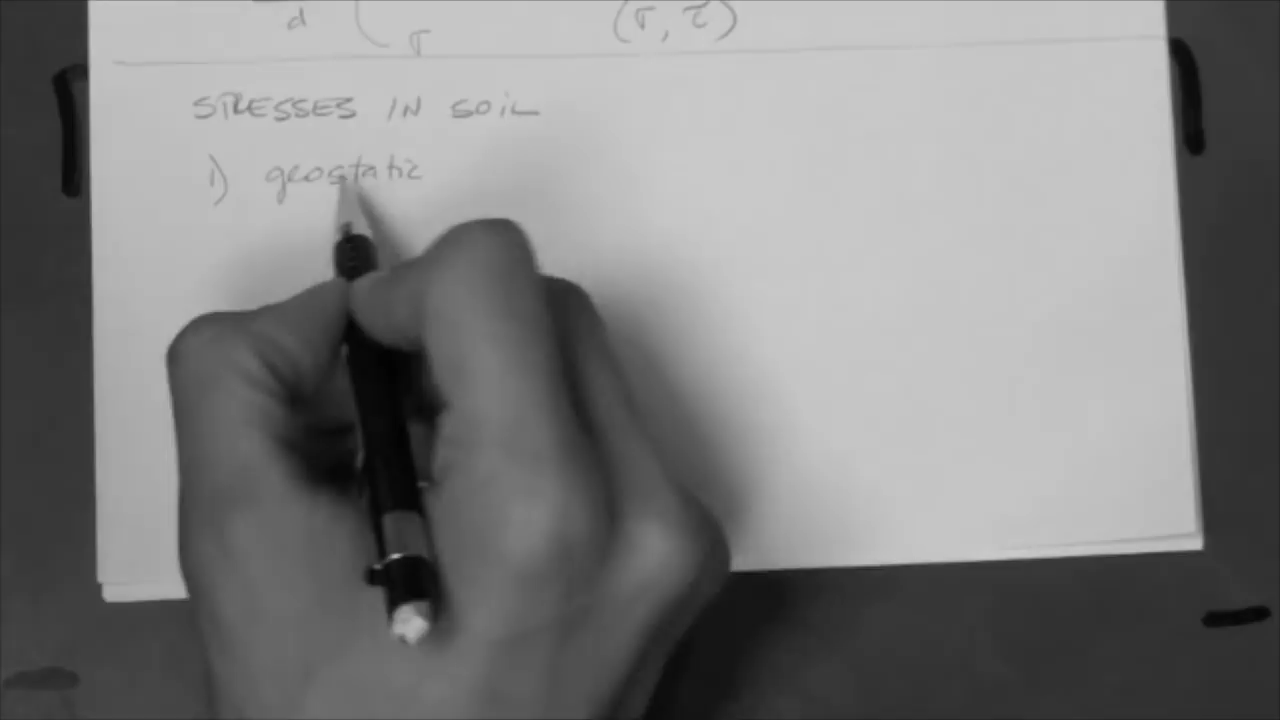 d σ (σ, τ)
STRESSES IN SOIL
1) geostatic